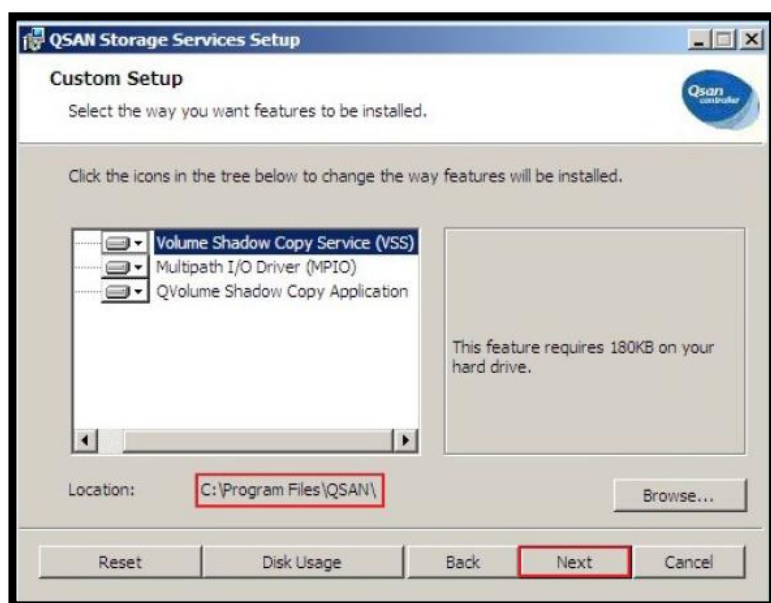 QSAN Storage Services Setup
Custom Setup
Select the way you want features to be installed.
Qsan
controller
Click the icons in the tree below to change the way features will be installed.
Volume Shadow Copy Service (VSS)
Multipath I/O Driver (MPIO)
QVolume Shadow Copy Application
This feature requires 180KB on your
hard drive.
Location: C:\Program Files\QSAN\ Browse...
Reset Disk Usage Back Next Cancel